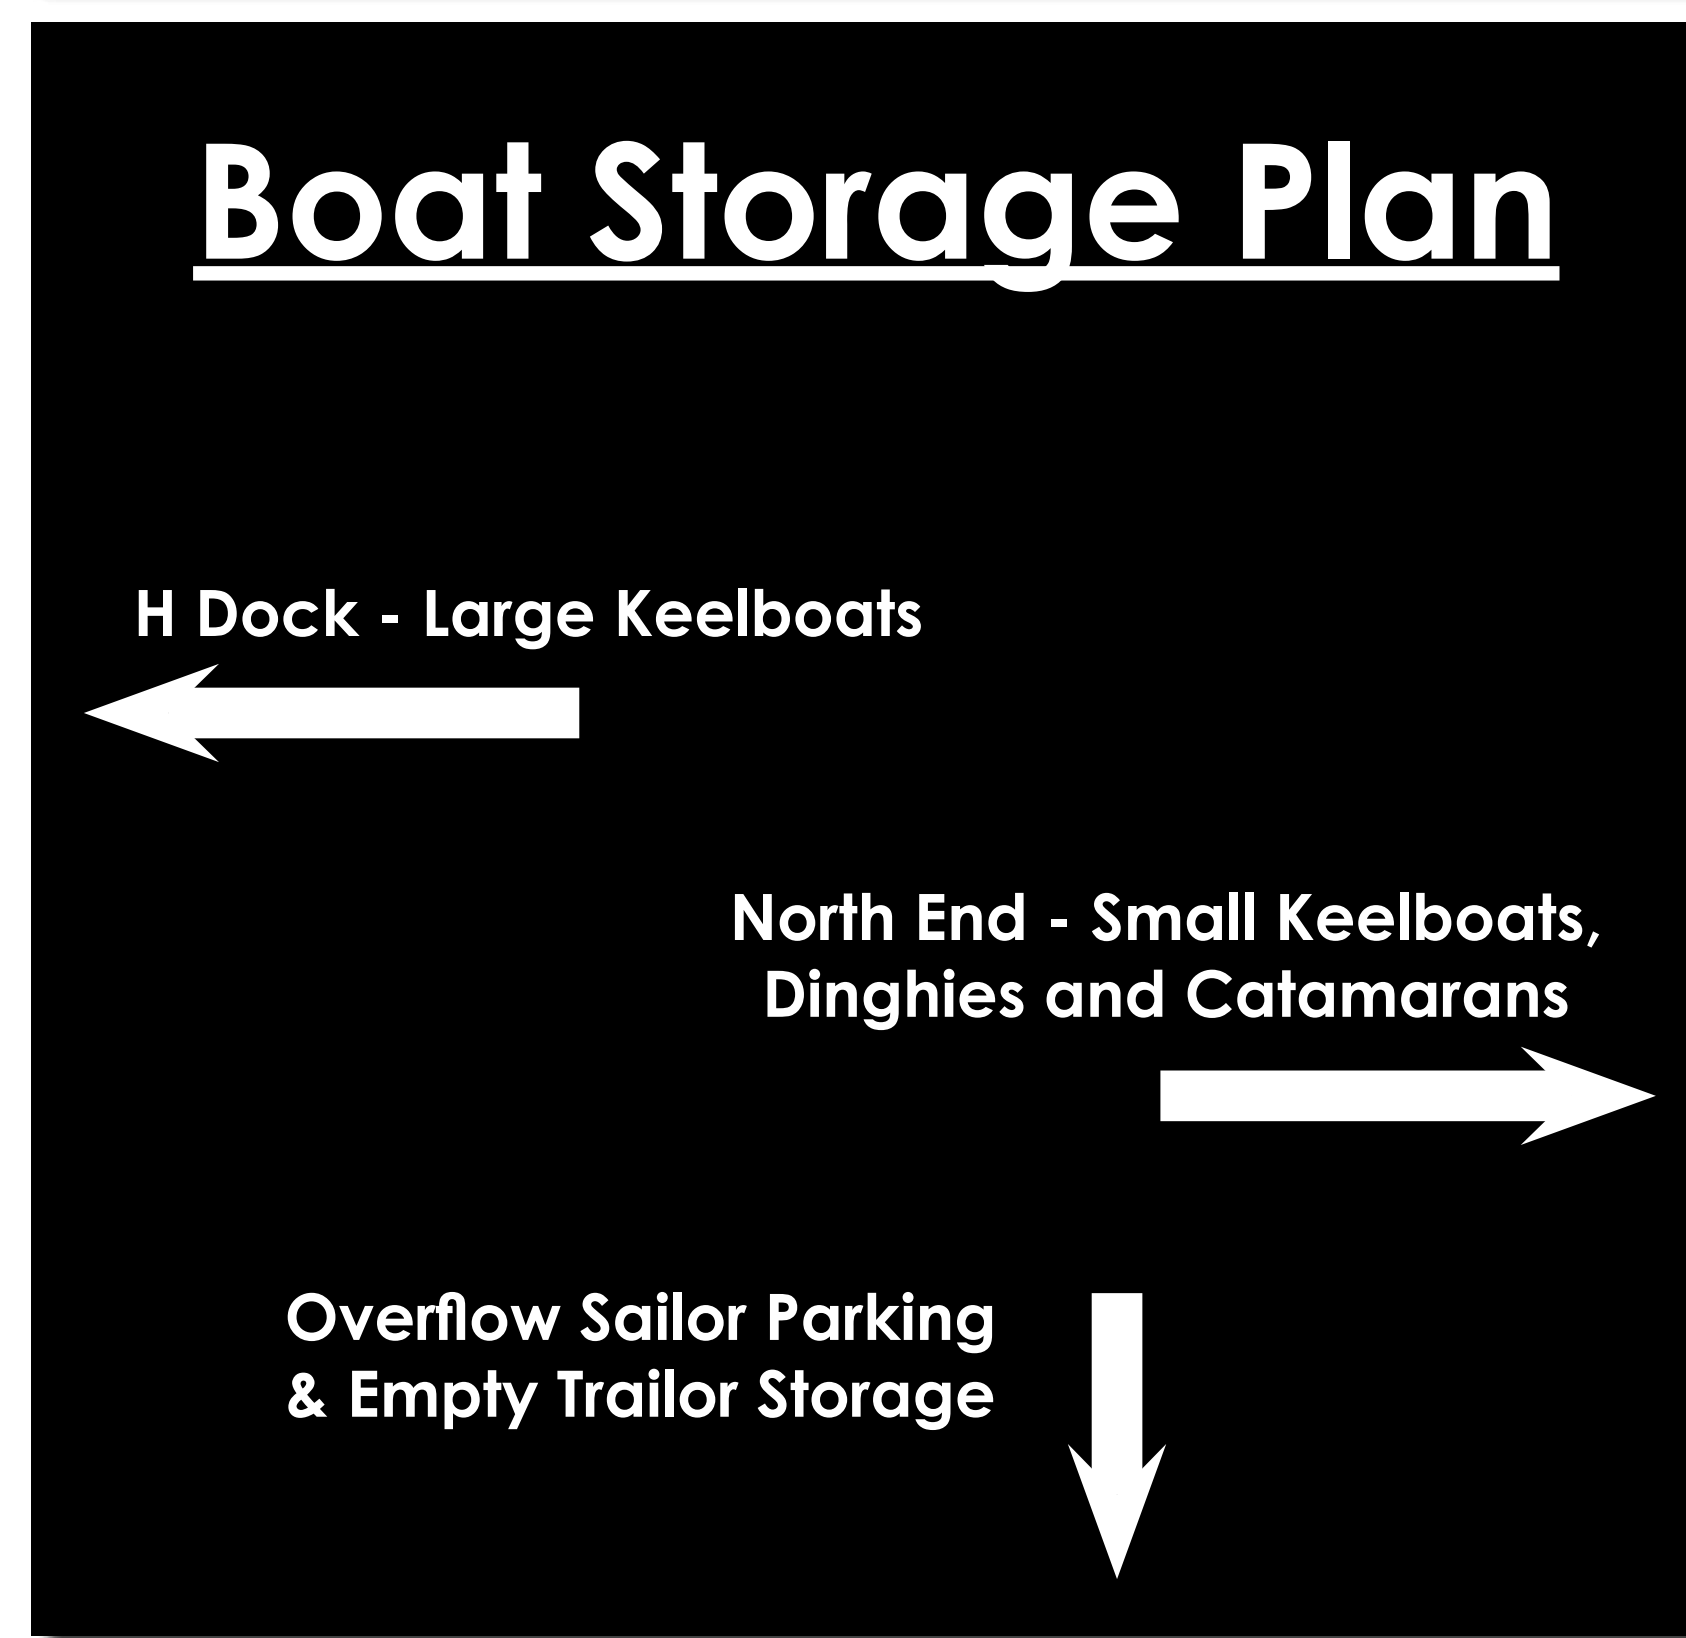 Boat Storage Plan
H Dock - Large Keelboats
North End - Small Keelboats,
Dinghies and Catamarans
Overflow Sailor Parking
& Empty Trailor Storage